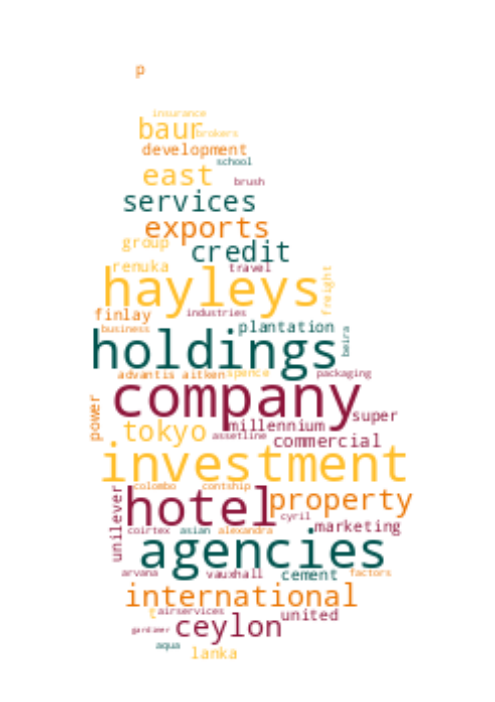 p
insurance
baur brokers
development
school
east brush
services
exports
group
credit
renuka travel
hayleys freight
finlay industries
business plantation
holdings beira
advantis aitken spence packaging
company
power super
tokyo millennium
assetline commercial
investment
colombo contship
unilever hotel property
cyril
coirtex asian alexandra marketing
agencies
arvana vauxhall cement factors
international
t airservices united
gardiner ceylon
aqua
lanka